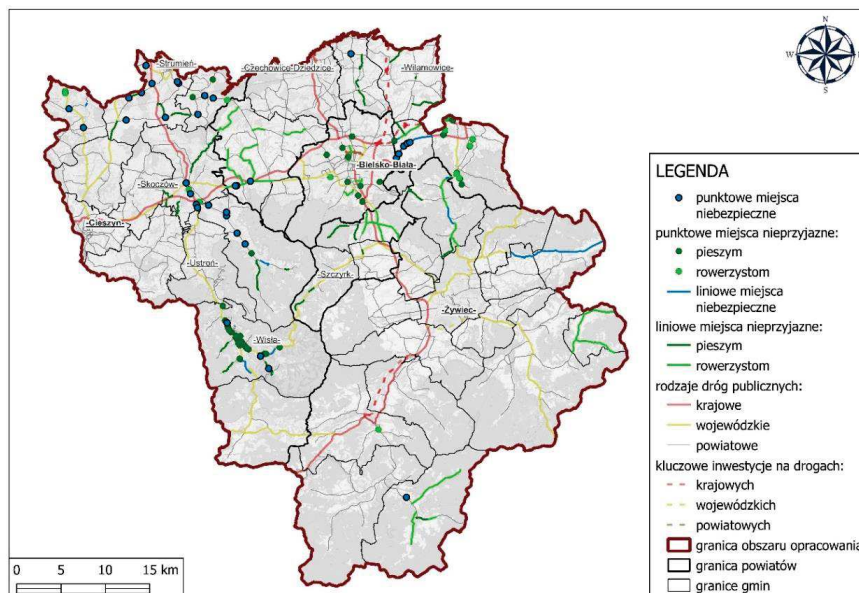 N
W E
S
-Strumień-
-Czechowice-Dziedzice-
-Wilamowice-
-Bielsko-Biała-
-Skoczów-
-Cieszyn-
-Ustroń-
-Szczyrk-
-Żywiec-
-Wisła-
LEGENDA
punktowe miejsca
niebezpieczne
punktowe miejsca nieprzyjazne:
pieszym
rowerzystom
liniowe miejsca
niebezpieczne
liniowe miejsca nieprzyjazne:
pieszym
rowerzystom
rodzaje dróg publicznych:
krajowe
wojewódzkie
powiatowe
kluczowe inwestycje na drogach:
krajowych
wojewódzkich
powiatowych
granica obszaru opracowania
granica powiatów
granice gmin
0 5 10 15 km